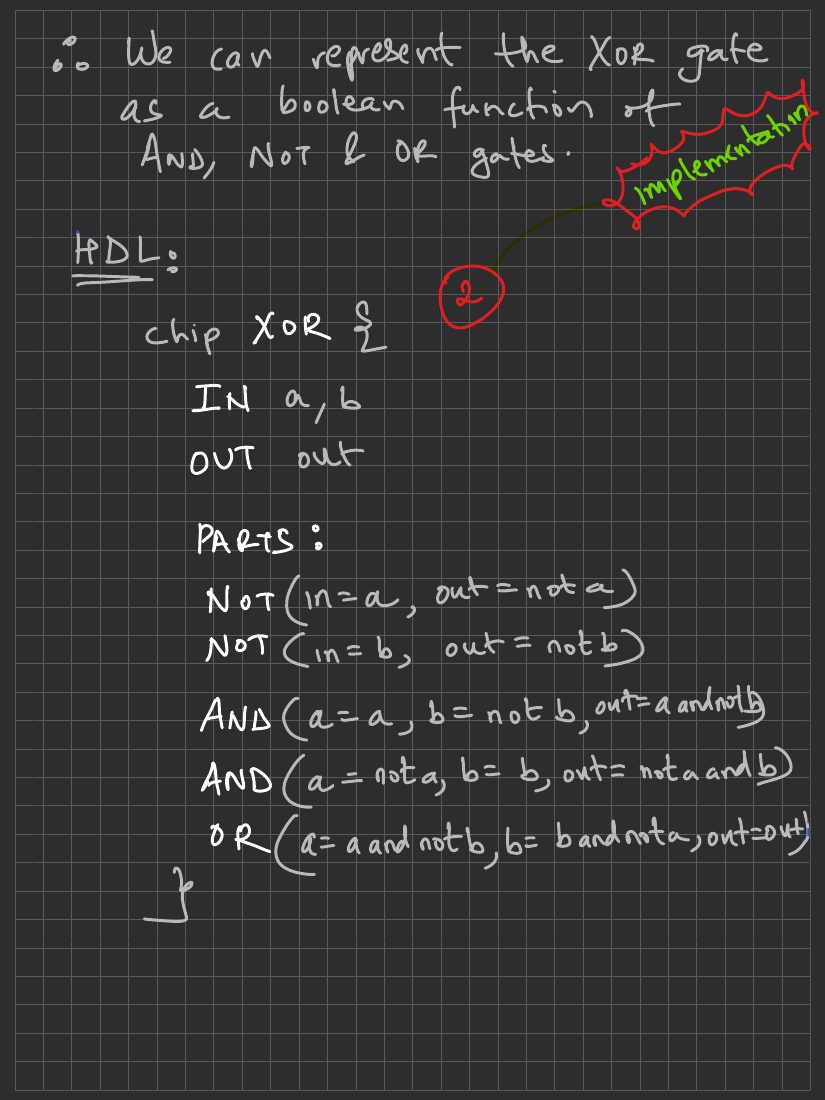 ∴ We can represent the XOR gate
as a boolean function of
AND, NOT & OR gates.
implementation
HDL:
2
chip XOR {
IN a, b
OUT out
PARTS:
NOT (in=a, out=not a)
NOT (in=b, out=not b)
AND (a=a, b=not b, out=a and not b)
AND (a=not a, b=b, out=not a and b)
OR (a=a and not b, b=b and not a, out=out)
}